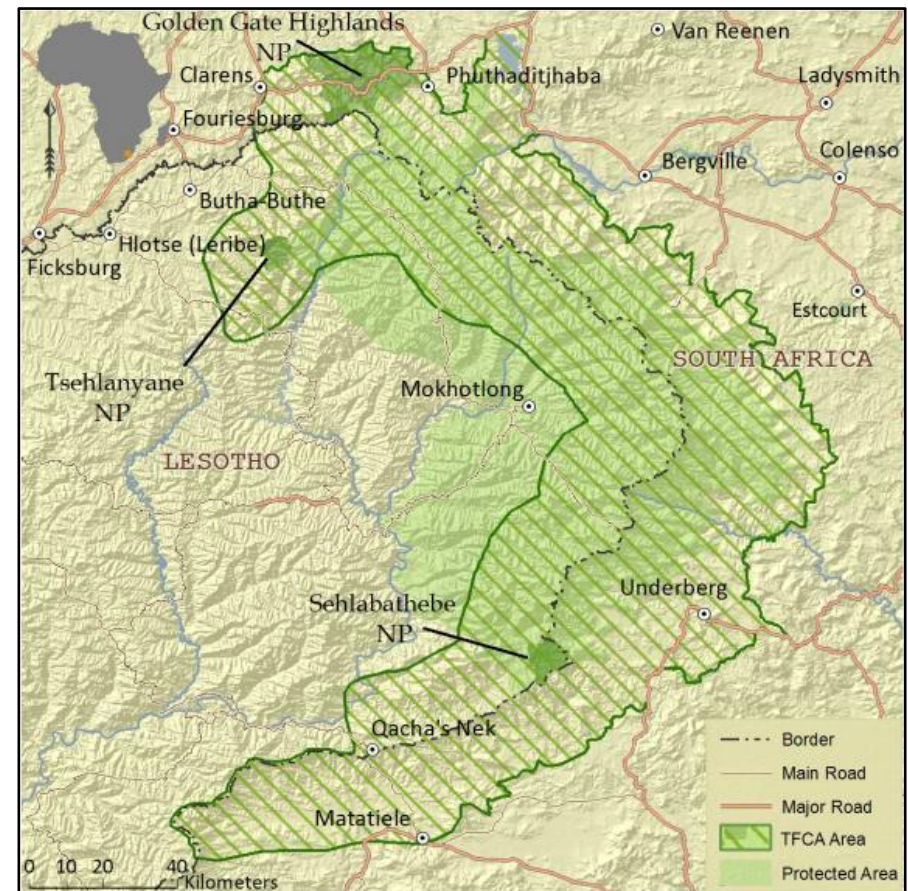 Golden Gate Highlands
NP
Van Reenen
Clarens
Phuthaditjhaba
Ladysmith
Fouriesburg
Bergville
Colenso
Butha-Buthe
Hlotse (Leribe)
Ficksburg
Estcourt
SOUTH AFRICA
Tsehlanyane
NP
Mokhotlong
LESOTHO
Sehlabathebe
NP
Underberg
Qacha's Nek
Matatiele
Border
Main Road
Major Road
TFCA Area
Protected Area
0 10 20 40
Kilometers